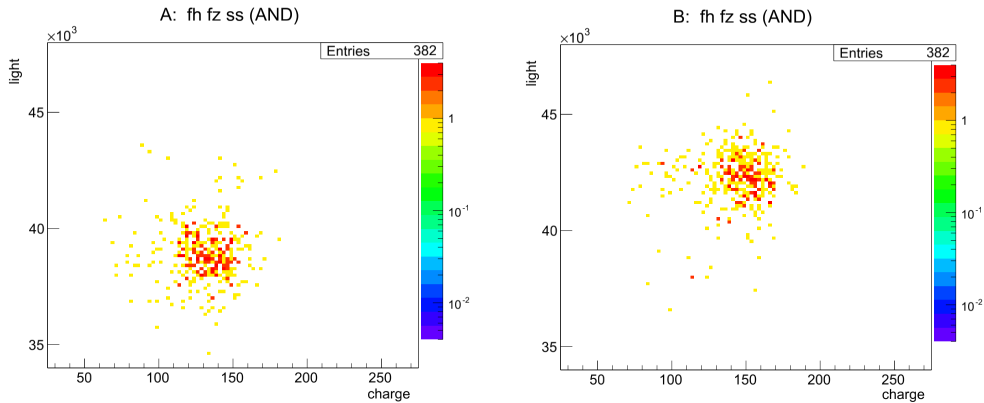 A: fh fz ss (AND)
×10³
Entries 382
light
45
40
35
1
10⁻¹
10⁻²
50 100 150 200 250
charge
B: fh fz ss (AND)
×10³
Entries 382
light
45
40
35
1
10⁻¹
10⁻²
50 100 150 200 250
charge